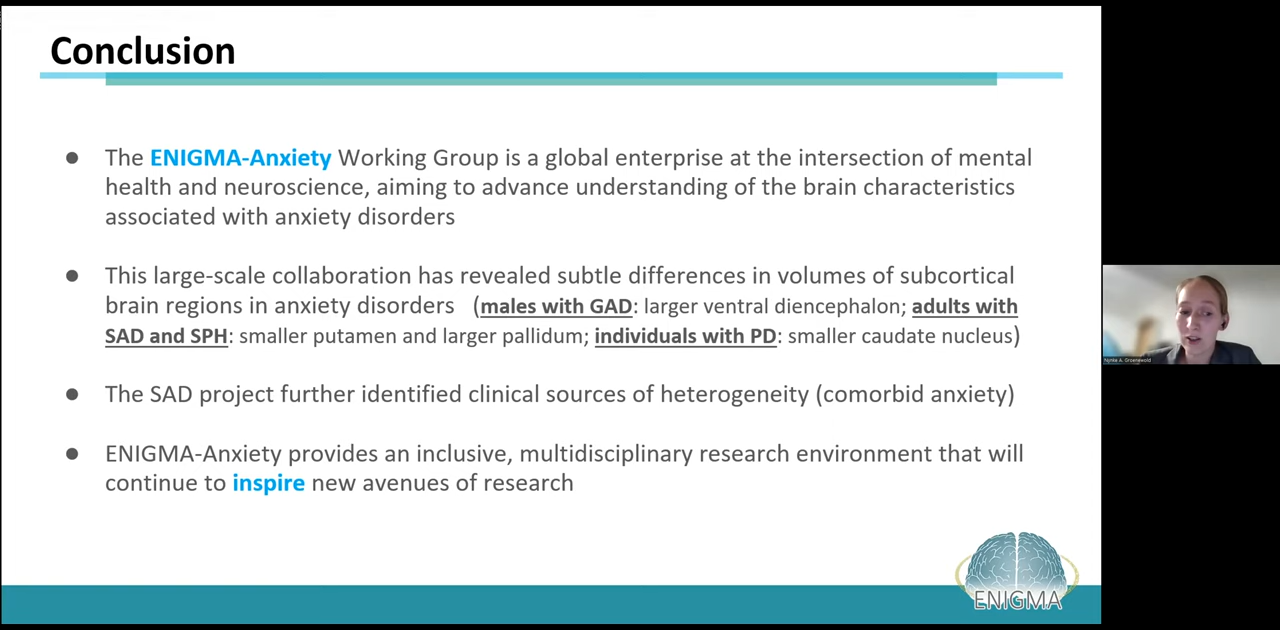 Conclusion
● The ENIGMA-Anxiety Working Group is a global enterprise at the intersection of mental
health and neuroscience, aiming to advance understanding of the brain characteristics
associated with anxiety disorders
● This large-scale collaboration has revealed subtle differences in volumes of subcortical
brain regions in anxiety disorders (males with GAD: larger ventral diencephalon; adults with
SAD and SPH: smaller putamen and larger pallidum; individuals with PD: smaller caudate nucleus)
● The SAD project further identified clinical sources of heterogeneity (comorbid anxiety)
● ENIGMA-Anxiety provides an inclusive, multidisciplinary research environment that will
continue to inspire new avenues of research
ENIGMA
Nynke A. Groenewold